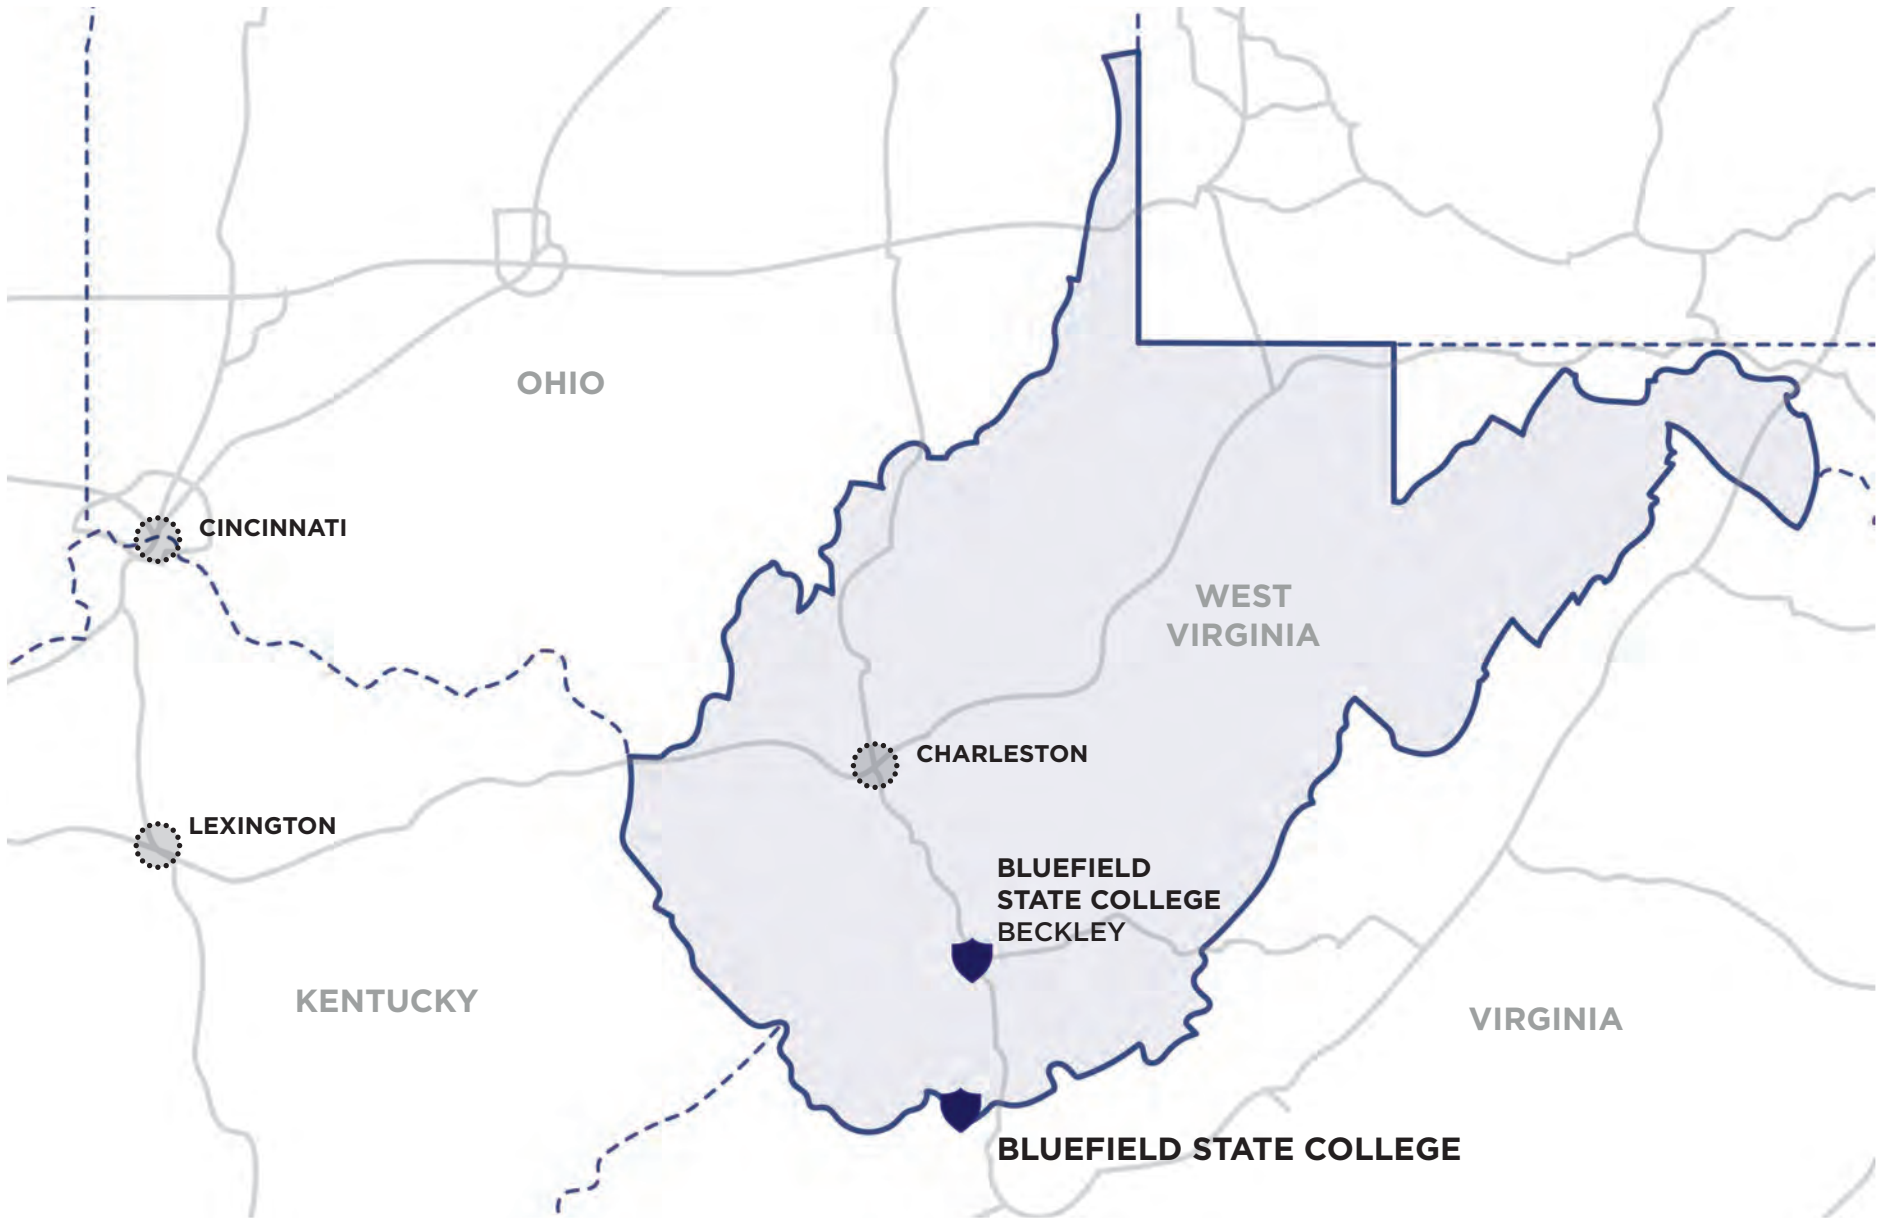 OHIO
CINCINNATI
WEST
VIRGINIA
CHARLESTON
LEXINGTON
BLUEFIELD
STATE COLLEGE
BECKLEY
KENTUCKY
VIRGINIA
BLUEFIELD STATE COLLEGE